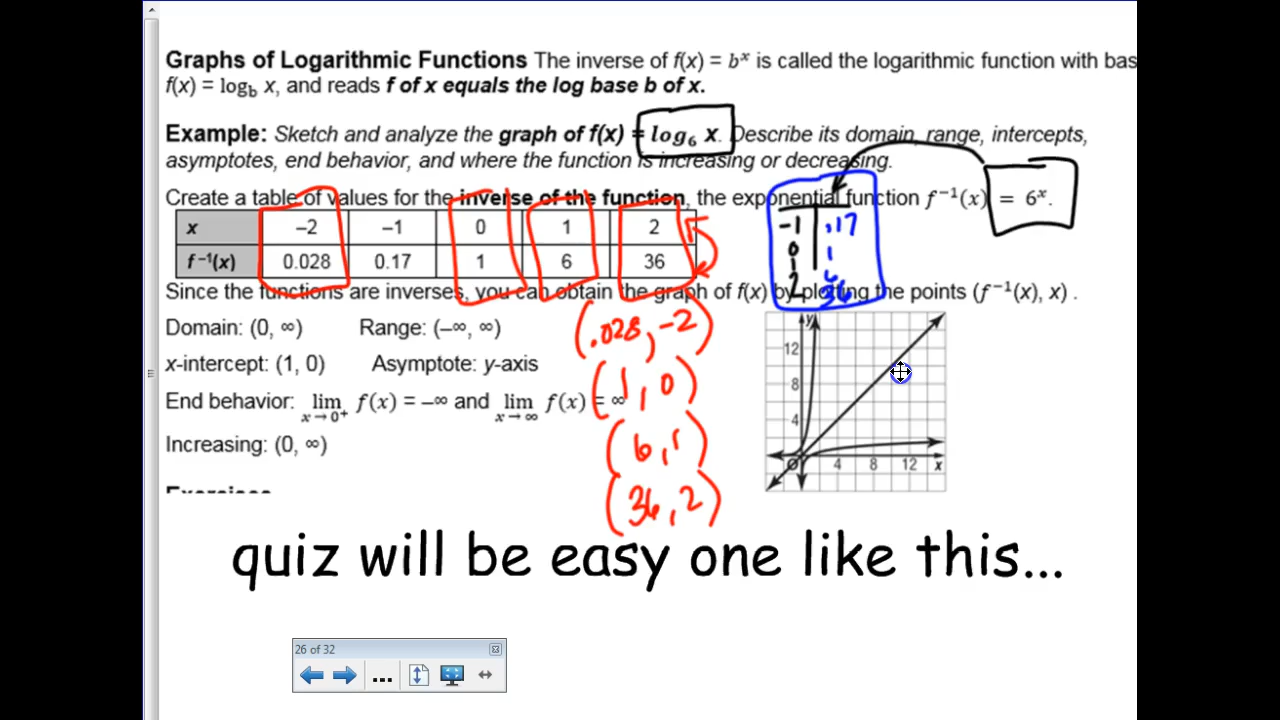 Graphs of Logarithmic Functions The inverse of f(x) = bˣ is called the logarithmic function with bas
f(x) = log_b x, and reads f of x equals the log base b of x.
Example: Sketch and analyze the graph of f(x) = log₆ x. Describe its domain, range, intercepts,
asymptotes, end behavior, and where the function is increasing or decreasing.
Create a table of values for the inverse of the function, the exponential function f⁻¹(x) = 6ˣ.
x −2 −1 0 1 2
f⁻¹(x) 0.028 0.17 1 6 36
-1 .17
0 1
1 6
2 36
Since the functions are inverses, you can obtain the graph of f(x) by plotting the points (f⁻¹(x), x) .
Domain: (0, ∞) Range: (−∞, ∞)
(.028, -2)
x-intercept: (1, 0) Asymptote: y-axis
(1, 0)
End behavior: lim x→0⁺ f(x) = −∞ and lim x→∞ f(x) = ∞
(6, 1)
Increasing: (0, ∞)
(36, 2)
y
12
8
4
O 4 8 12 x
Exercises
quiz will be easy one like this...
26 of 32
...